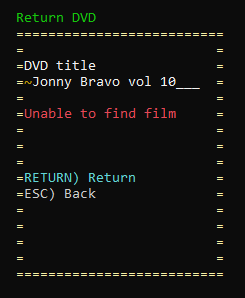 Return DVD
==========================
=                        =
=DVD title               =
=~Jonny Bravo vol 10___  =
=                        =
=Unable to find film     =
=                        =
=                        =
=                        =
=RETURN) Return          =
=ESC) Back               =
=                        =
=                        =
=                        =
=                        =
==========================